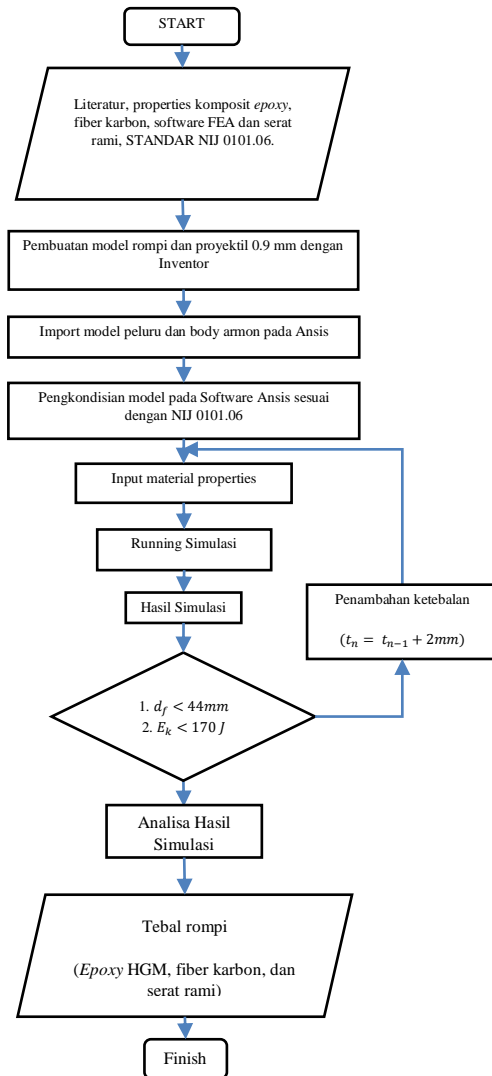 START
Literatur, properties komposit epoxy,
fiber karbon, software FEA dan serat
rami, STANDAR NIJ 0101.06.
Pembuatan model rompi dan proyektil 0.9 mm dengan
Inventor
Import model peluru dan body armon pada Ansis
Pengkondisian model pada Software Ansis sesuai
dengan NIJ 0101.06
Input material properties
Running Simulasi
Hasil Simulasi
Penambahan ketebalan
(tₙ = tₙ₋₁ + 2mm)
1. d_f < 44mm
2. E_k < 170 J
Analisa Hasil
Simulasi
Tebal rompi
(Epoxy HGM, fiber karbon, dan
serat rami)
Finish